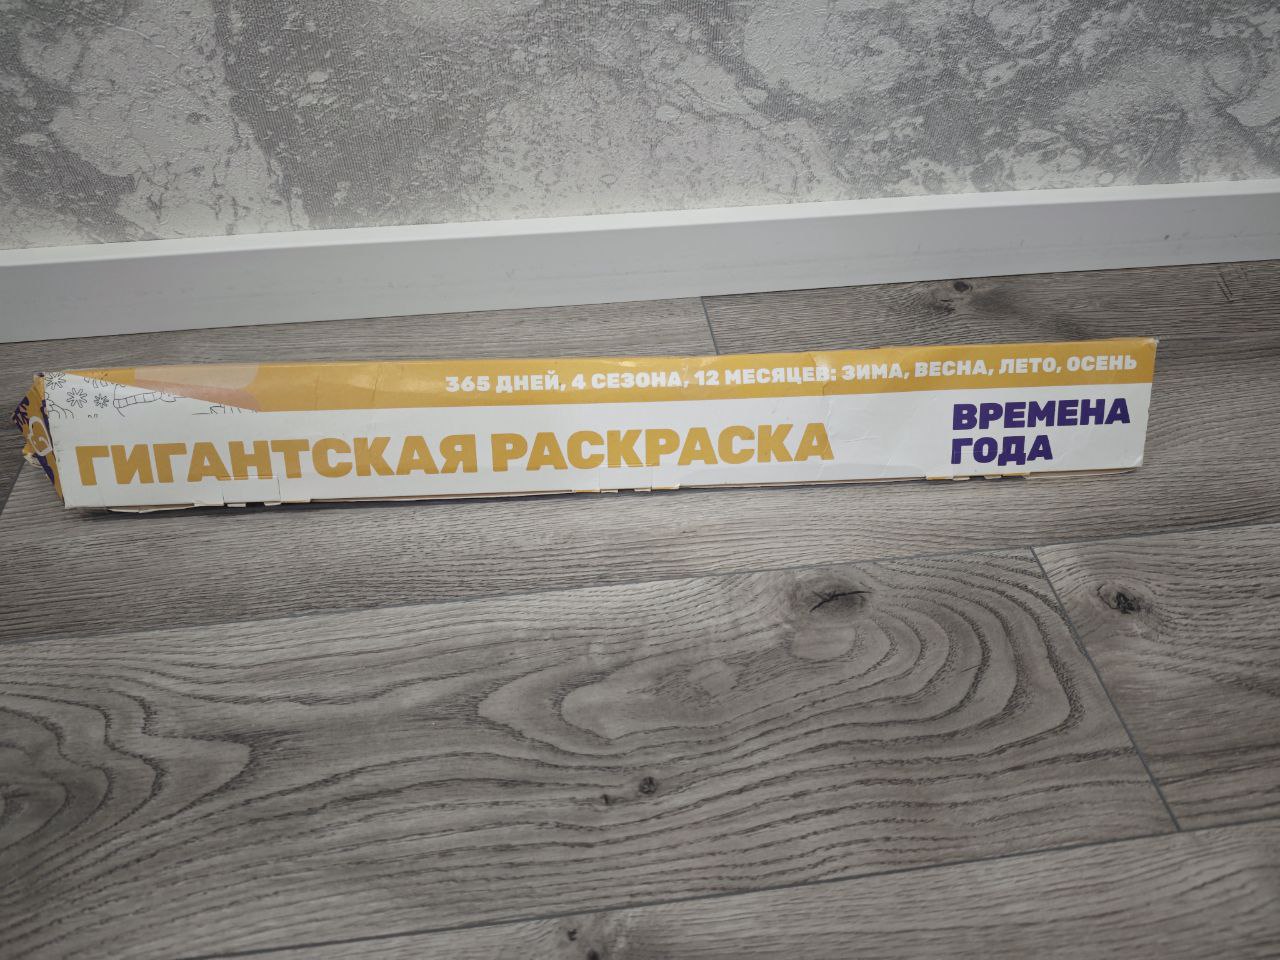 365 ДНЕЙ, 4 СЕЗОНА, 12 МЕСЯЦЕВ: ЗИМА, ВЕСНА, ЛЕТО, ОСЕНЬ
ГИГАНТСКАЯ РАСКРАСКА
ВРЕМЕНА
ГОДА